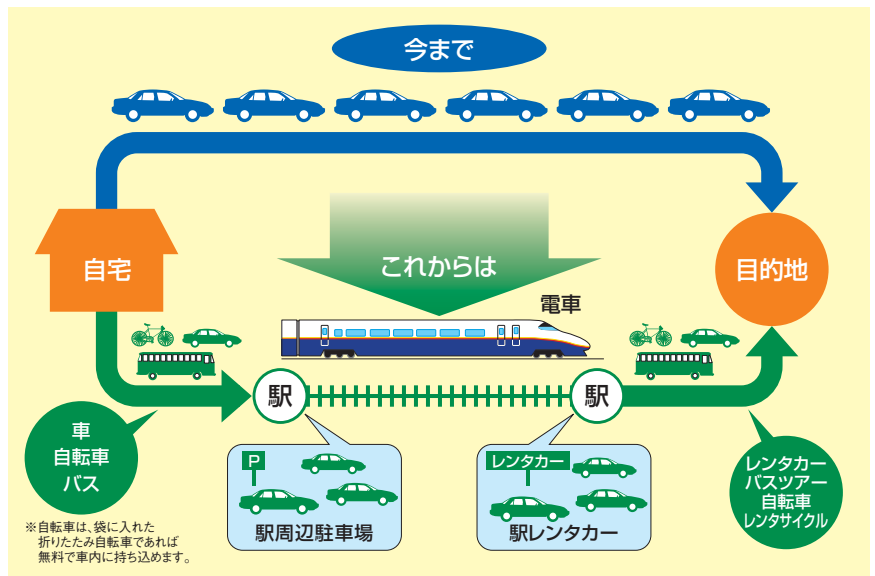 今まで
自宅
これからは
目的地
電車
駅
駅
車
自転車
バス
P
駅周辺駐車場
レンタカー
駅レンタカー
レンタカー
バスツアー
自転車
レンタサイクル
※自転車は、袋に入れた
折りたたみ自転車であれば
無料で車内に持ち込めます。